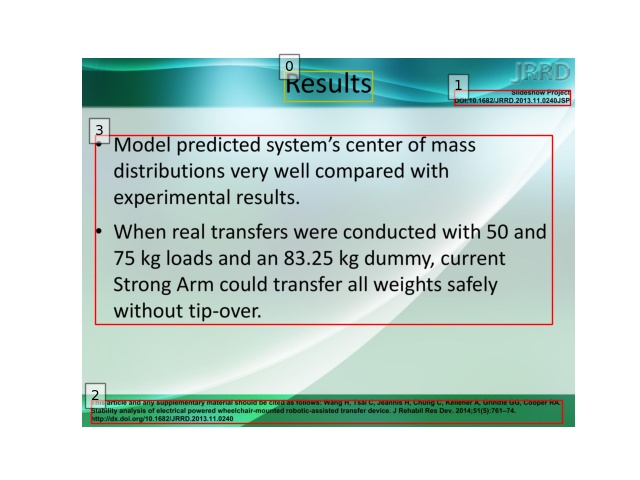 0
Results
JRRD
1
Slideshow Project
DOI:10.1682/JRRD.2013.11.0240JSP
3
• Model predicted system's center of mass
distributions very well compared with
experimental results.
• When real transfers were conducted with 50 and
75 kg loads and an 83.25 kg dummy, current
Strong Arm could transfer all weights safely
without tip-over.
2
This article and any supplementary material should be cited as follows: Wang H, Tsai C, Jeannis H, Chung C, Kelleher A, Grindle GG, Cooper RA.
Stability analysis of electrical powered wheelchair-mounted robotic-assisted transfer device. J Rehabil Res Dev. 2014;51(5):761–74.
http://dx.doi.org/10.1682/JRRD.2013.11.0240